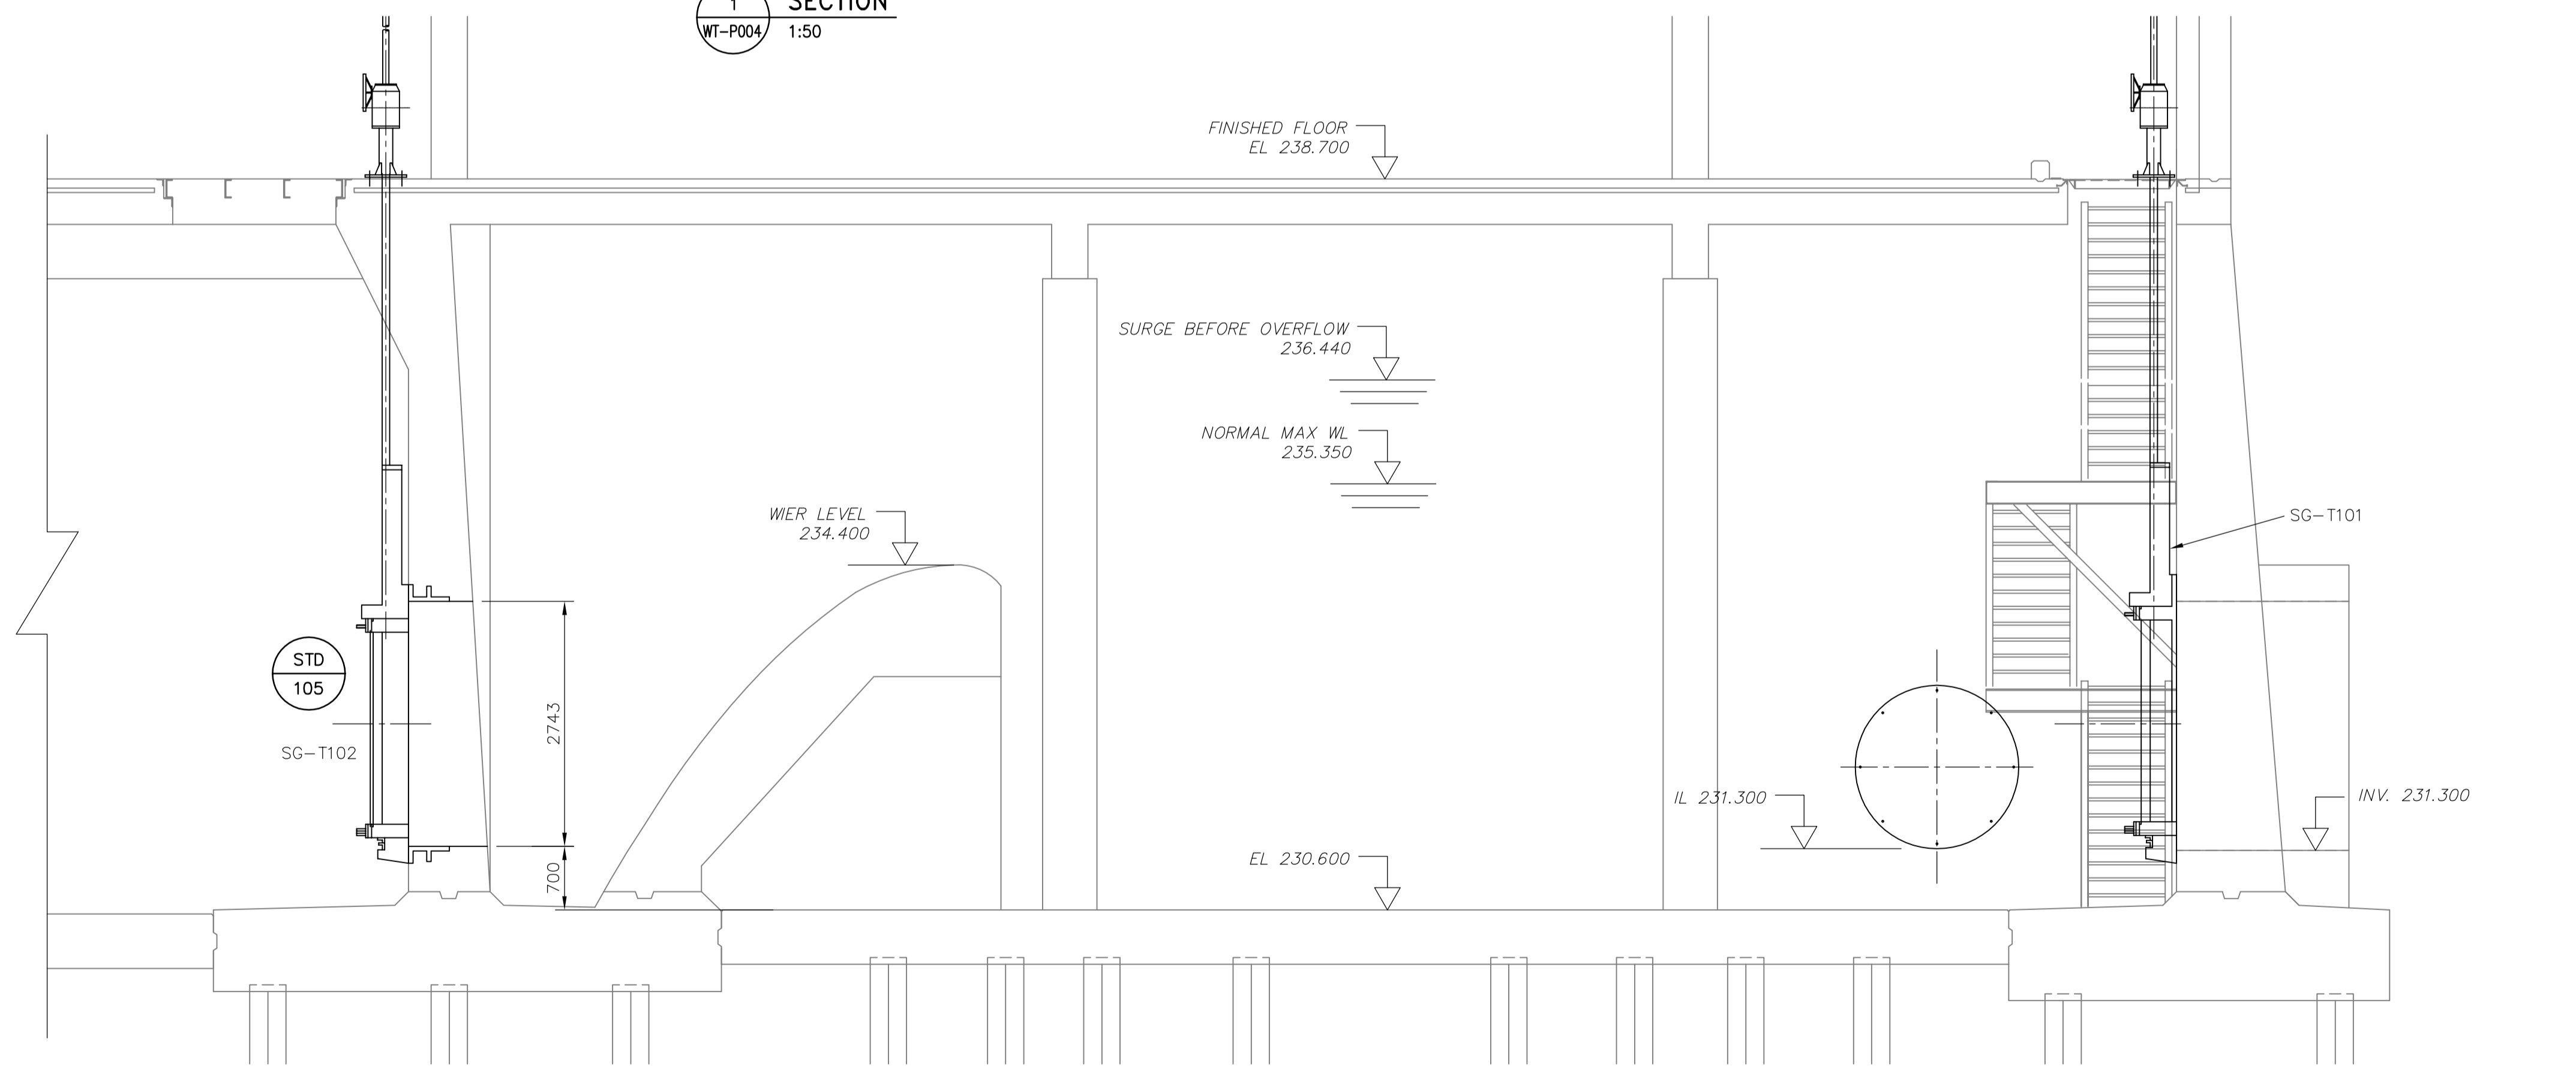 1 SECTION
WT-P004 1:50
FINISHED FLOOR
EL 238.700
SURGE BEFORE OVERFLOW
236.440
NORMAL MAX WL
235.350
WIER LEVEL
234.400
SG-T101
STD
105
2743
SG-T102
IL 231.300
INV. 231.300
EL 230.600
700